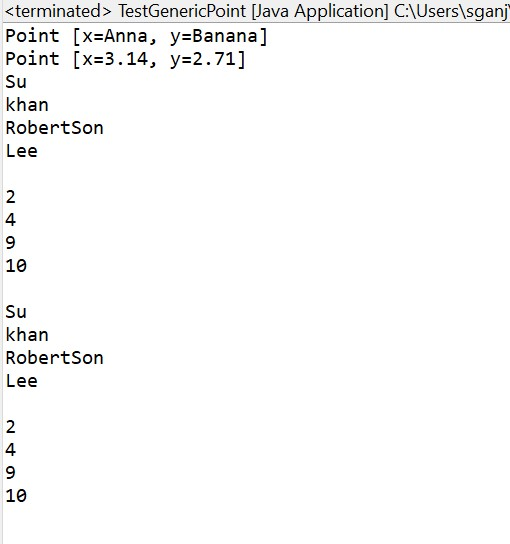 <terminated> TestGenericPoint [Java Application] C:\Users\sganj\
Point [x=Anna, y=Banana]
Point [x=3.14, y=2.71]
Su
khan
RobertSon
Lee
2
4
9
10
Su
khan
RobertSon
Lee
2
4
9
10